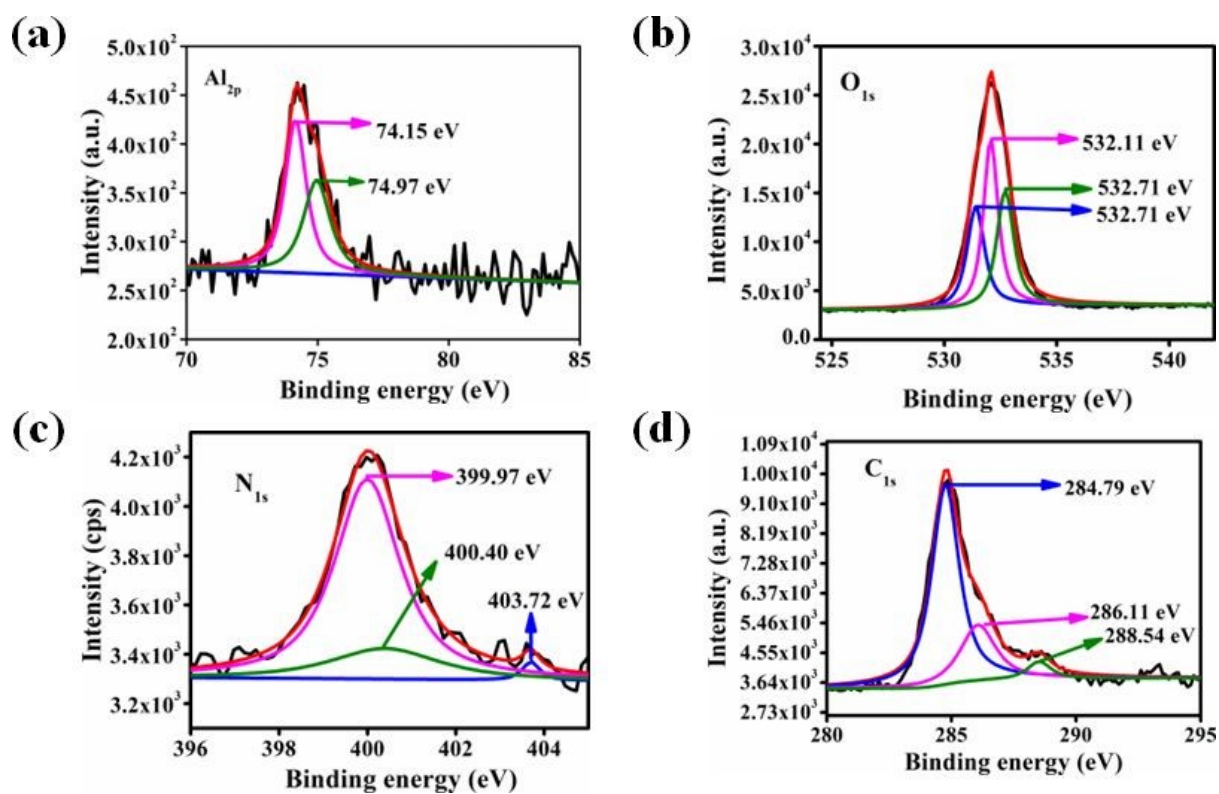 (a)
Al2p
5.0x10²
4.5x10²
4.0x10²
3.5x10²
3.0x10²
2.5x10²
2.0x10²
Intensity (a.u.)
74.15 eV
74.97 eV
70 75 80 85
Binding energy (eV)
(b)
O1s
3.0x10⁴
2.5x10⁴
2.0x10⁴
1.5x10⁴
1.0x10⁴
5.0x10³
0.0
Intensity (a.u.)
532.11 eV
532.71 eV
532.71 eV
525 530 535 540
Binding energy (eV)
(c)
N1s
4.2x10³
4.0x10³
3.8x10³
3.6x10³
3.4x10³
3.2x10³
Intensity (cps)
399.97 eV
400.40 eV
403.72 eV
396 398 400 402 404
Binding energy (eV)
(d)
C1s
1.09x10⁴
1.00x10⁴
9.10x10³
8.19x10³
7.28x10³
6.37x10³
5.46x10³
4.55x10³
3.64x10³
2.73x10³
Intensity (a.u.)
284.79 eV
286.11 eV
288.54 eV
280 285 290 295
Binding energy (eV)